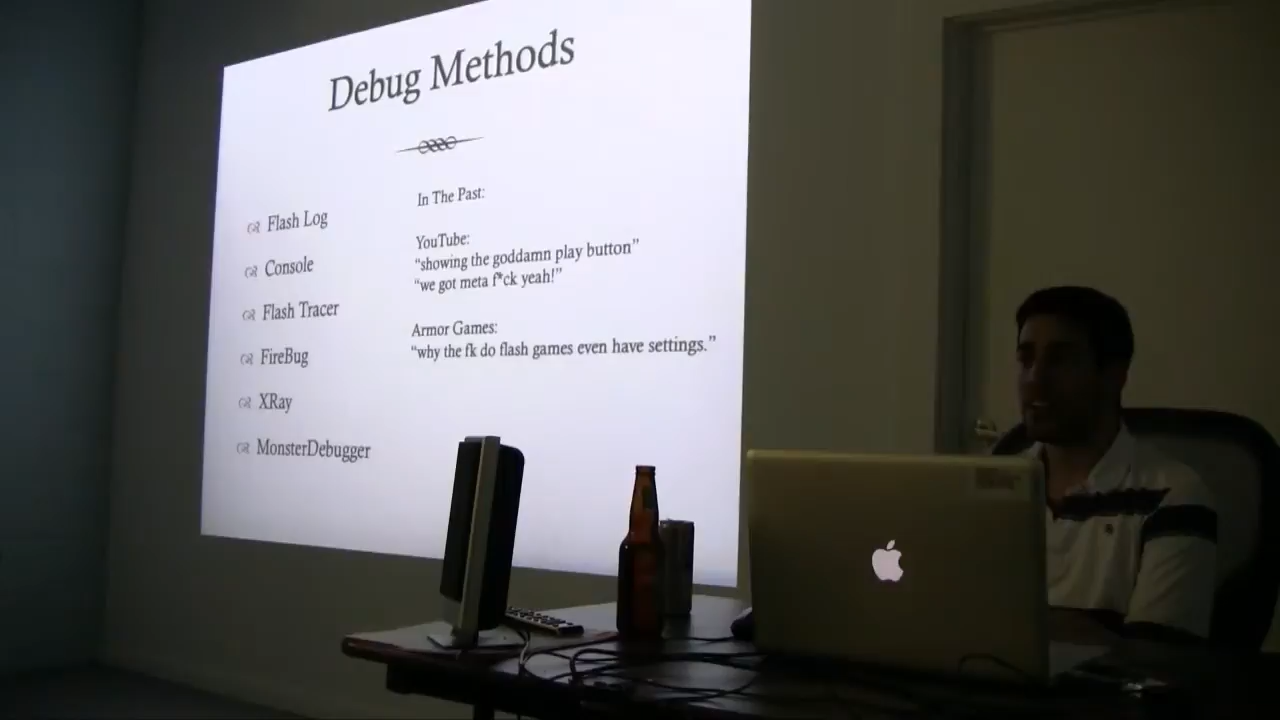 Debug Methods
Flash Log
Console
Flash Tracer
FireBug
XRay
MonsterDebugger
In The Past:
YouTube:
“showing the goddamn play button”
“we got meta f*ck yeah!”
Armor Games:
“why the fk do flash games even have settings.”